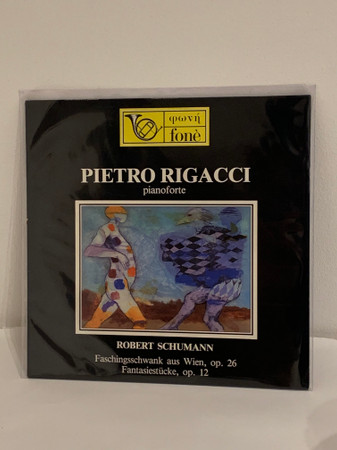 φωνή
fonè
PIETRO RIGACCI
pianoforte
ROBERT SCHUMANN
Faschingsschwank aus Wien, op. 26
Fantasiestücke, op. 12